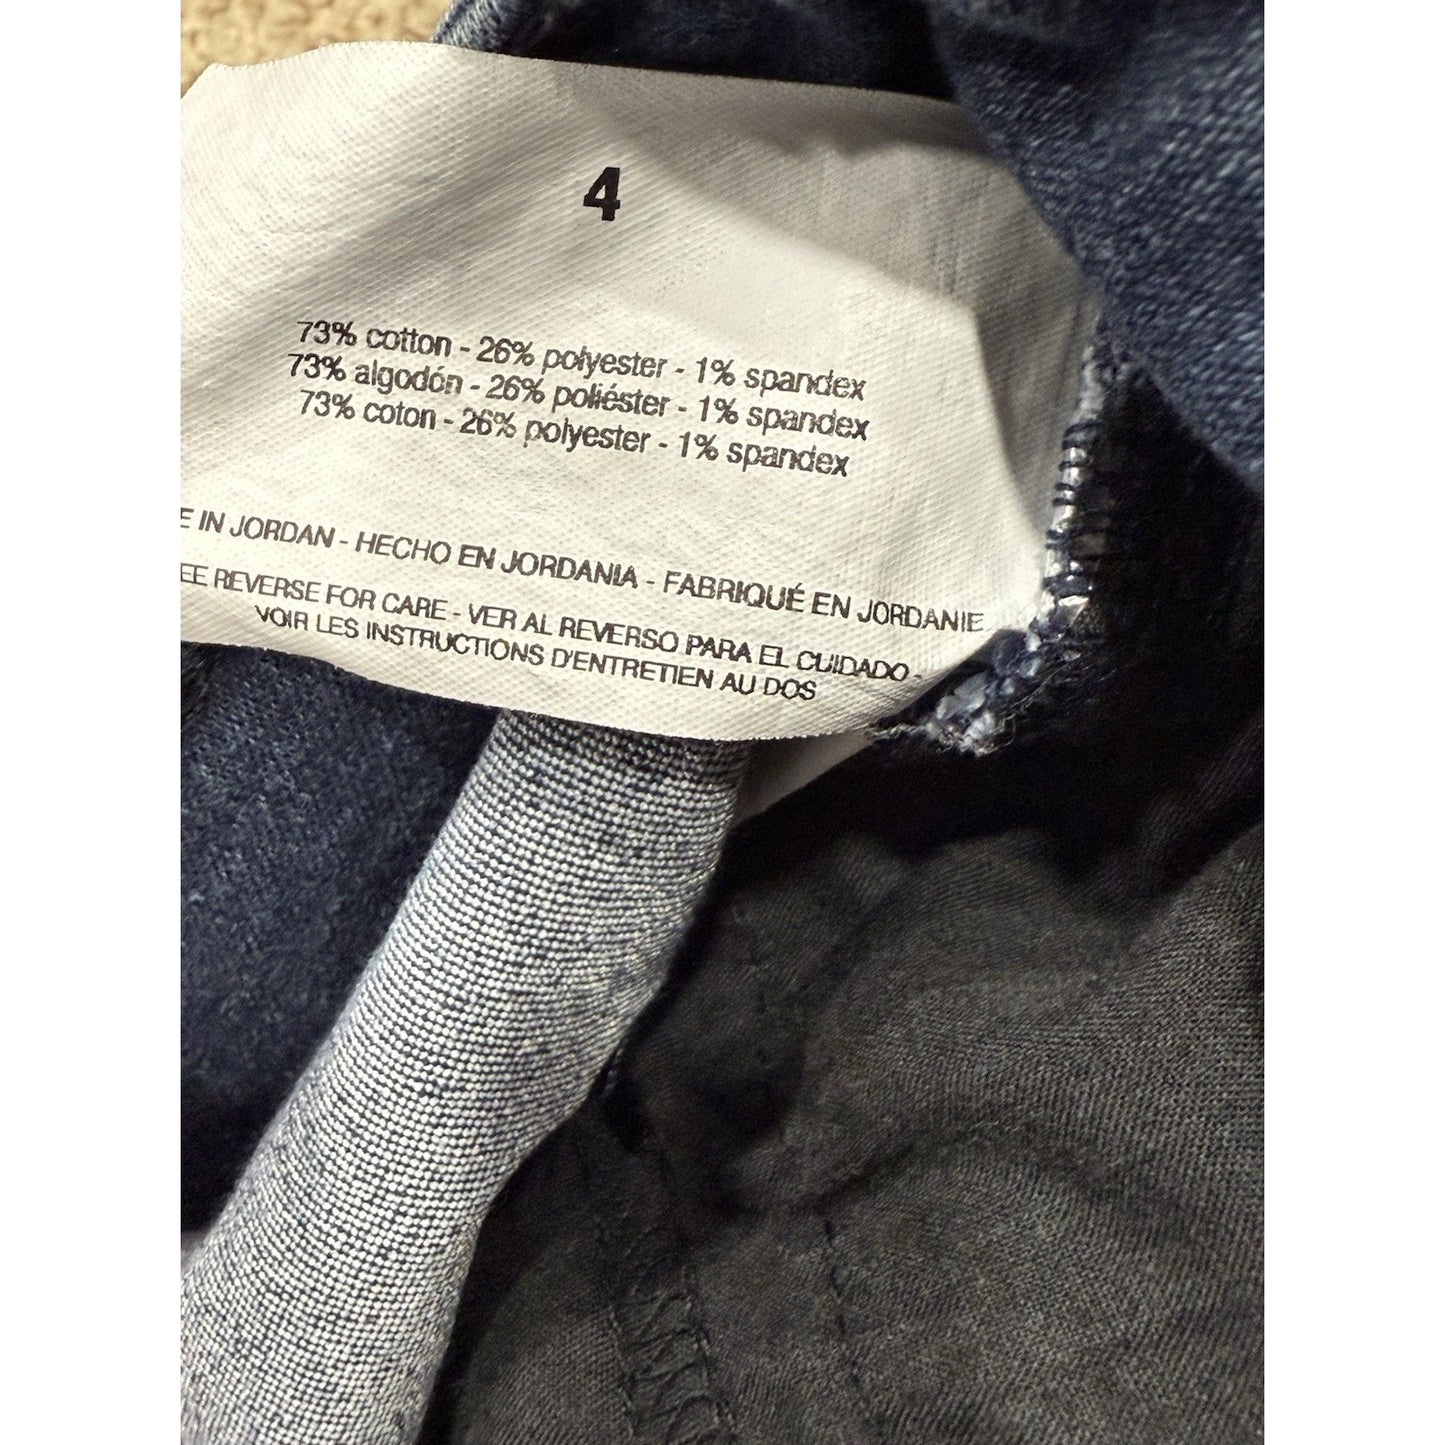 4
73% cotton - 26% polyester - 1% spandex
73% algodón - 26% poliéster - 1% spandex
73% coton - 26% polyester - 1% spandex
E IN JORDAN - HECHO EN JORDANIA - FABRIQUÉ EN JORDANIE
EE REVERSE FOR CARE - VER AL REVERSO PARA EL CUIDADO -
VOIR LES INSTRUCTIONS D'ENTRETIEN AU DOS